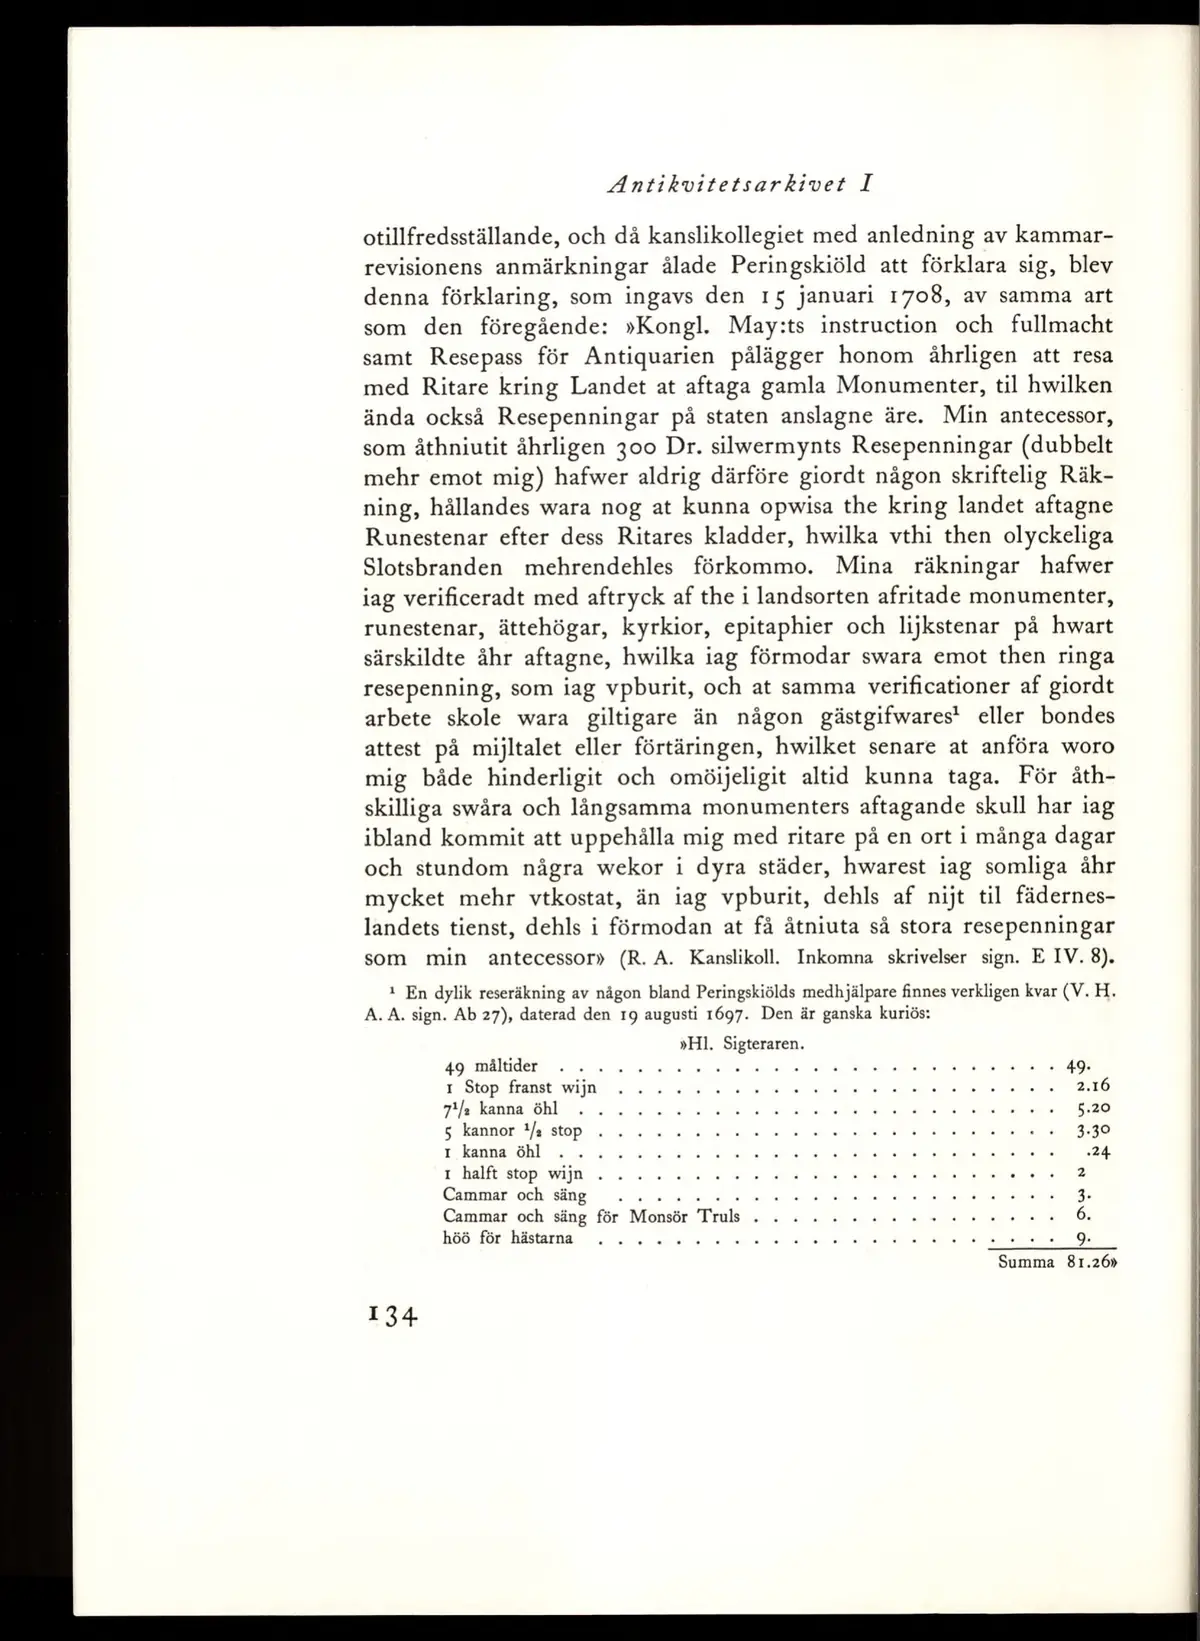 Antikvitetsarkivet I
otillfredsställande, och då kanslikollegiet med anledning av kammar-
revisionens anmärkningar ålade Peringskiöld att förklara sig, blev
denna förklaring, som ingavs den 15 januari 1708, av samma art
som den föregående: »Kongl. May:ts instruction och fullmacht
samt Resepass för Antiquarien pålägger honom åhrligen att resa
med Ritare kring Landet at aftaga gamla Monumenter, til hwilken
ända också Resepenningar på staten anslagne äre. Min antecessor,
som åthniutit åhrligen 300 Dr. silwermynts Resepenningar (dubbelt
mehr emot mig) hafwer aldrig därföre giordt någon skriftelig Räk-
ning, hållandes wara nog at kunna opwisa the kring landet aftagne
Runestenar efter dess Ritares kladder, hwilka vthi then olyckeliga
Slotsbranden mehrendehles förkommo. Mina räkningar hafwer
iag verificeradt med aftryck af the i landsorten afritade monumenter,
runestenar, ättehögar, kyrkior, epitaphier och lijkstenar på hwart
särskildte åhr aftagne, hwilka iag förmodar swara emot then ringa
resepenning, som iag vpburit, och at samma verificationer af giordt
arbete skole wara giltigare än någon gästgifwares¹ eller bondes
attest på mijltalet eller förtäringen, hwilket senare at anföra woro
mig både hinderligit och omöijeligit altid kunna taga. För åth-
skilliga swåra och långsamma monumenters aftagande skull har iag
ibland kommit att uppehålla mig med ritare på en ort i många dagar
och stundom några wekor i dyra städer, hwarest iag somliga åhr
mycket mehr vtkostat, än iag vpburit, dehls af nijt til fädernes-
landets tienst, dehls i förmodan at få åtniuta så stora resepenningar
som min antecessor» (R. A. Kanslikoll. Inkomna skrivelser sign. E IV. 8).
¹ En dylik reseräkning av någon bland Peringskiölds medhjälpare finnes verkligen kvar (V. H.
A. A. sign. Ab 27), daterad den 19 augusti 1697. Den är ganska kuriös:
»Hl. Sigteraren.
49 måltider . . . . . . . . . . . . . . . . . . . . . . . . . . 49.
1 Stop franst wijn . . . . . . . . . . . . . . . . . . . . . . . 2.16
7¹/₂ kanna öhl . . . . . . . . . . . . . . . . . . . . . . . . . 5.20
5 kannor ¹/₂ stop . . . . . . . . . . . . . . . . . . . . . . . . 3.30
1 kanna öhl . . . . . . . . . . . . . . . . . . . . . . . . . . .24
1 halft stop wijn . . . . . . . . . . . . . . . . . . . . . . . . 2
Cammar och säng . . . . . . . . . . . . . . . . . . . . . . . 3.
Cammar och säng för Monsör Truls . . . . . . . . . . . . . . . . 6.
höö för hästarna . . . . . . . . . . . . . . . . . . . . . . . . 9.
Summa 81.26»
134